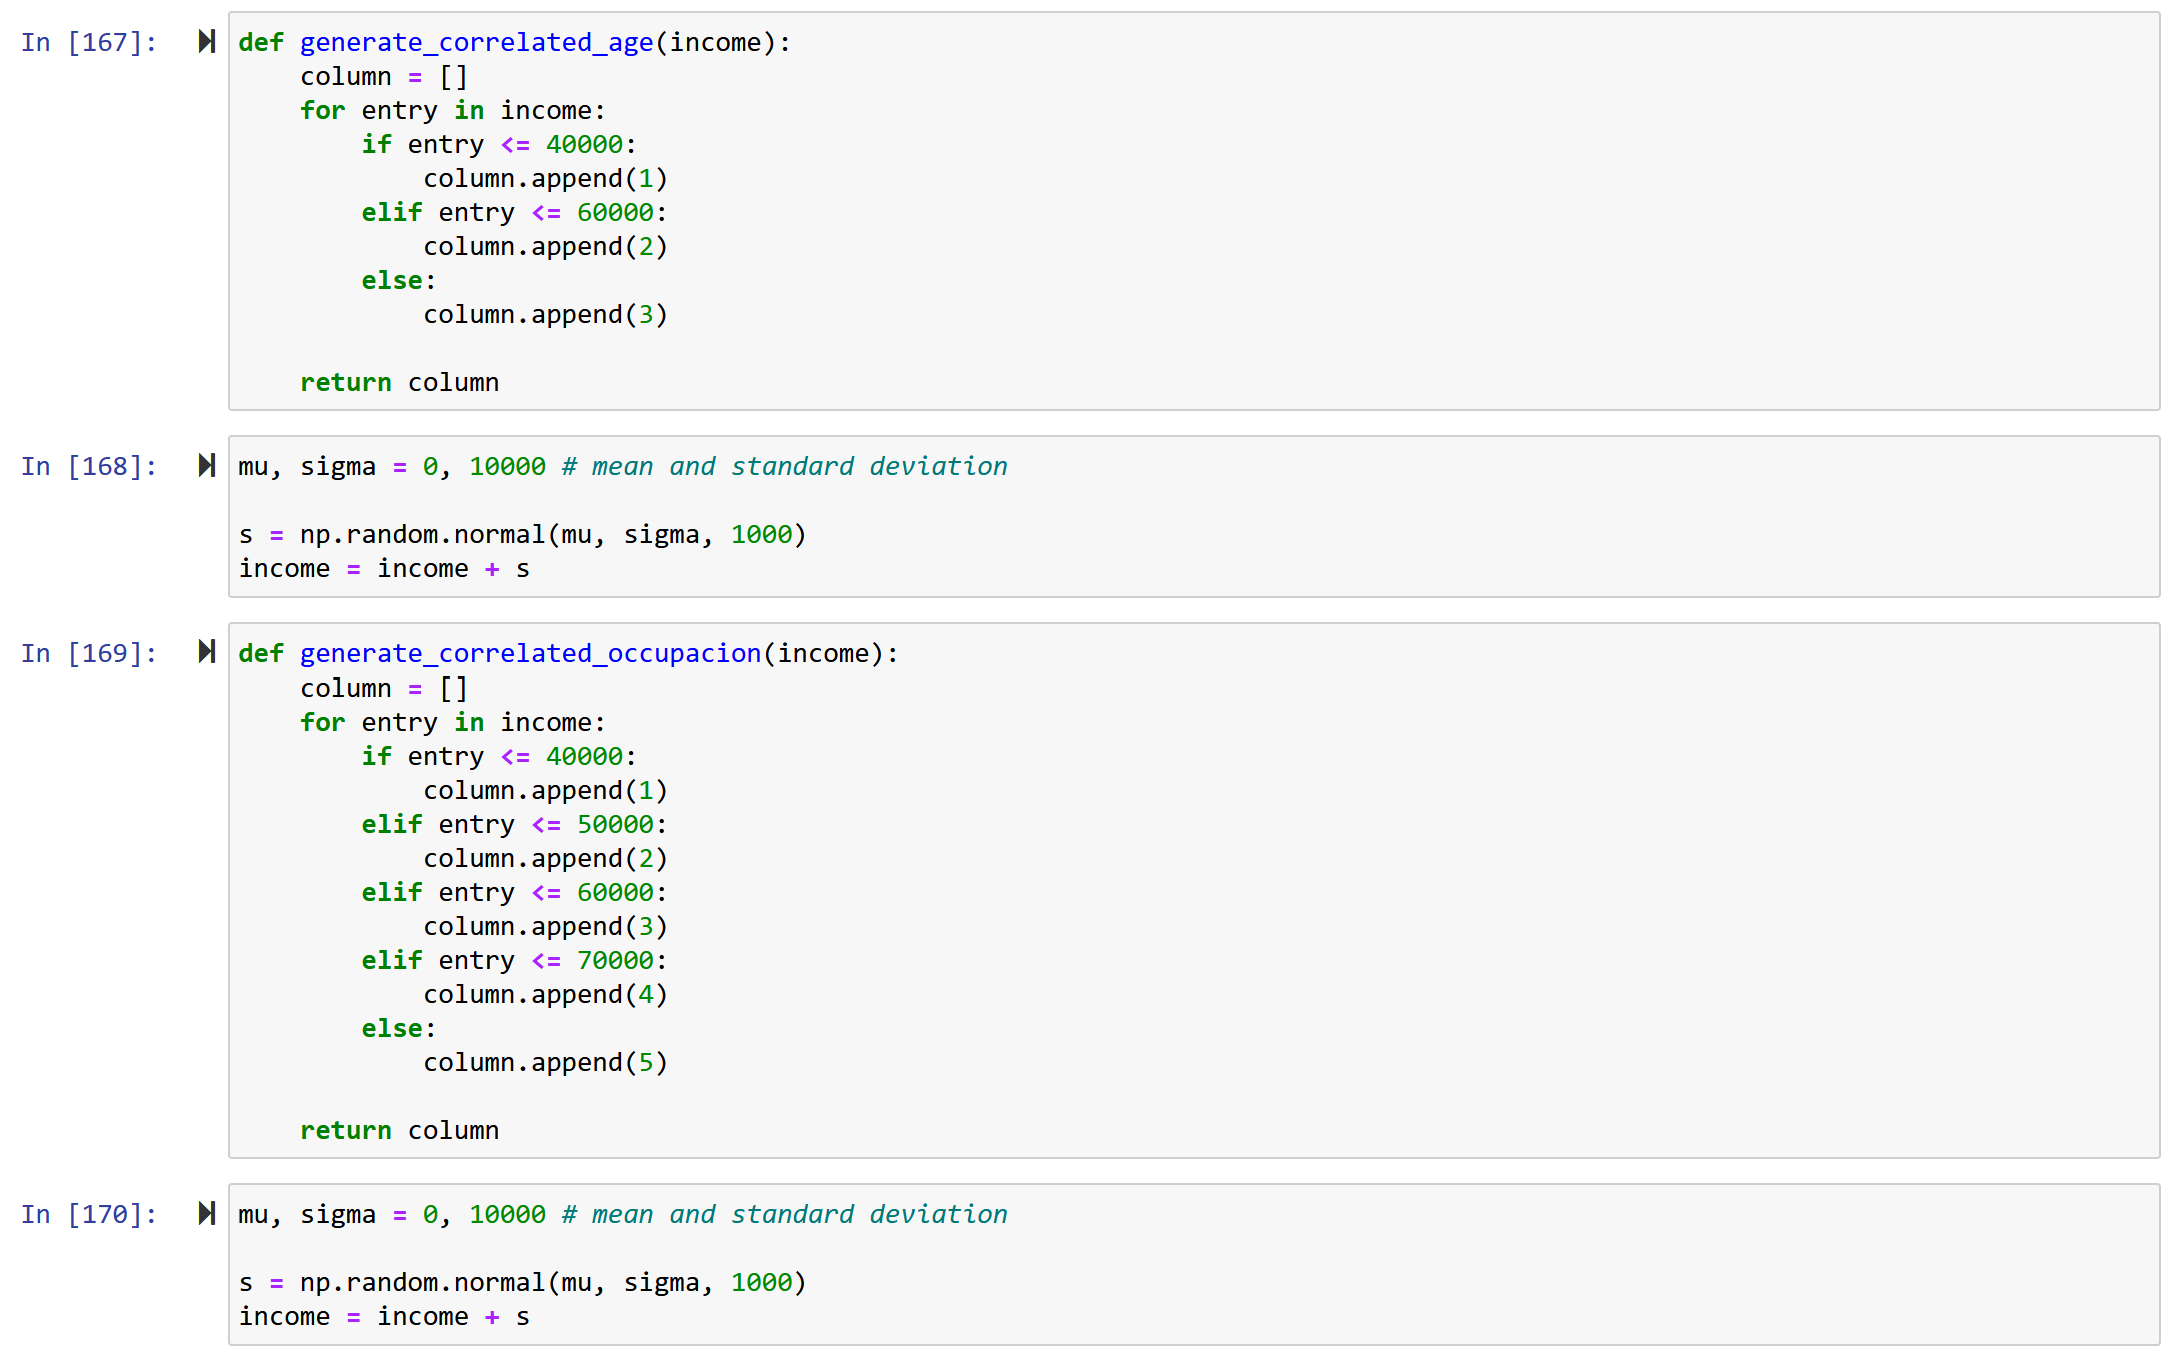 In [167]:
def generate_correlated_age(income):
    column = []
    for entry in income:
        if entry <= 40000:
            column.append(1)
        elif entry <= 60000:
            column.append(2)
        else:
            column.append(3)

    return column
In [168]:
mu, sigma = 0, 10000 # mean and standard deviation

s = np.random.normal(mu, sigma, 1000)
income = income + s
In [169]:
def generate_correlated_occupacion(income):
    column = []
    for entry in income:
        if entry <= 40000:
            column.append(1)
        elif entry <= 50000:
            column.append(2)
        elif entry <= 60000:
            column.append(3)
        elif entry <= 70000:
            column.append(4)
        else:
            column.append(5)

    return column
In [170]:
mu, sigma = 0, 10000 # mean and standard deviation

s = np.random.normal(mu, sigma, 1000)
income = income + s